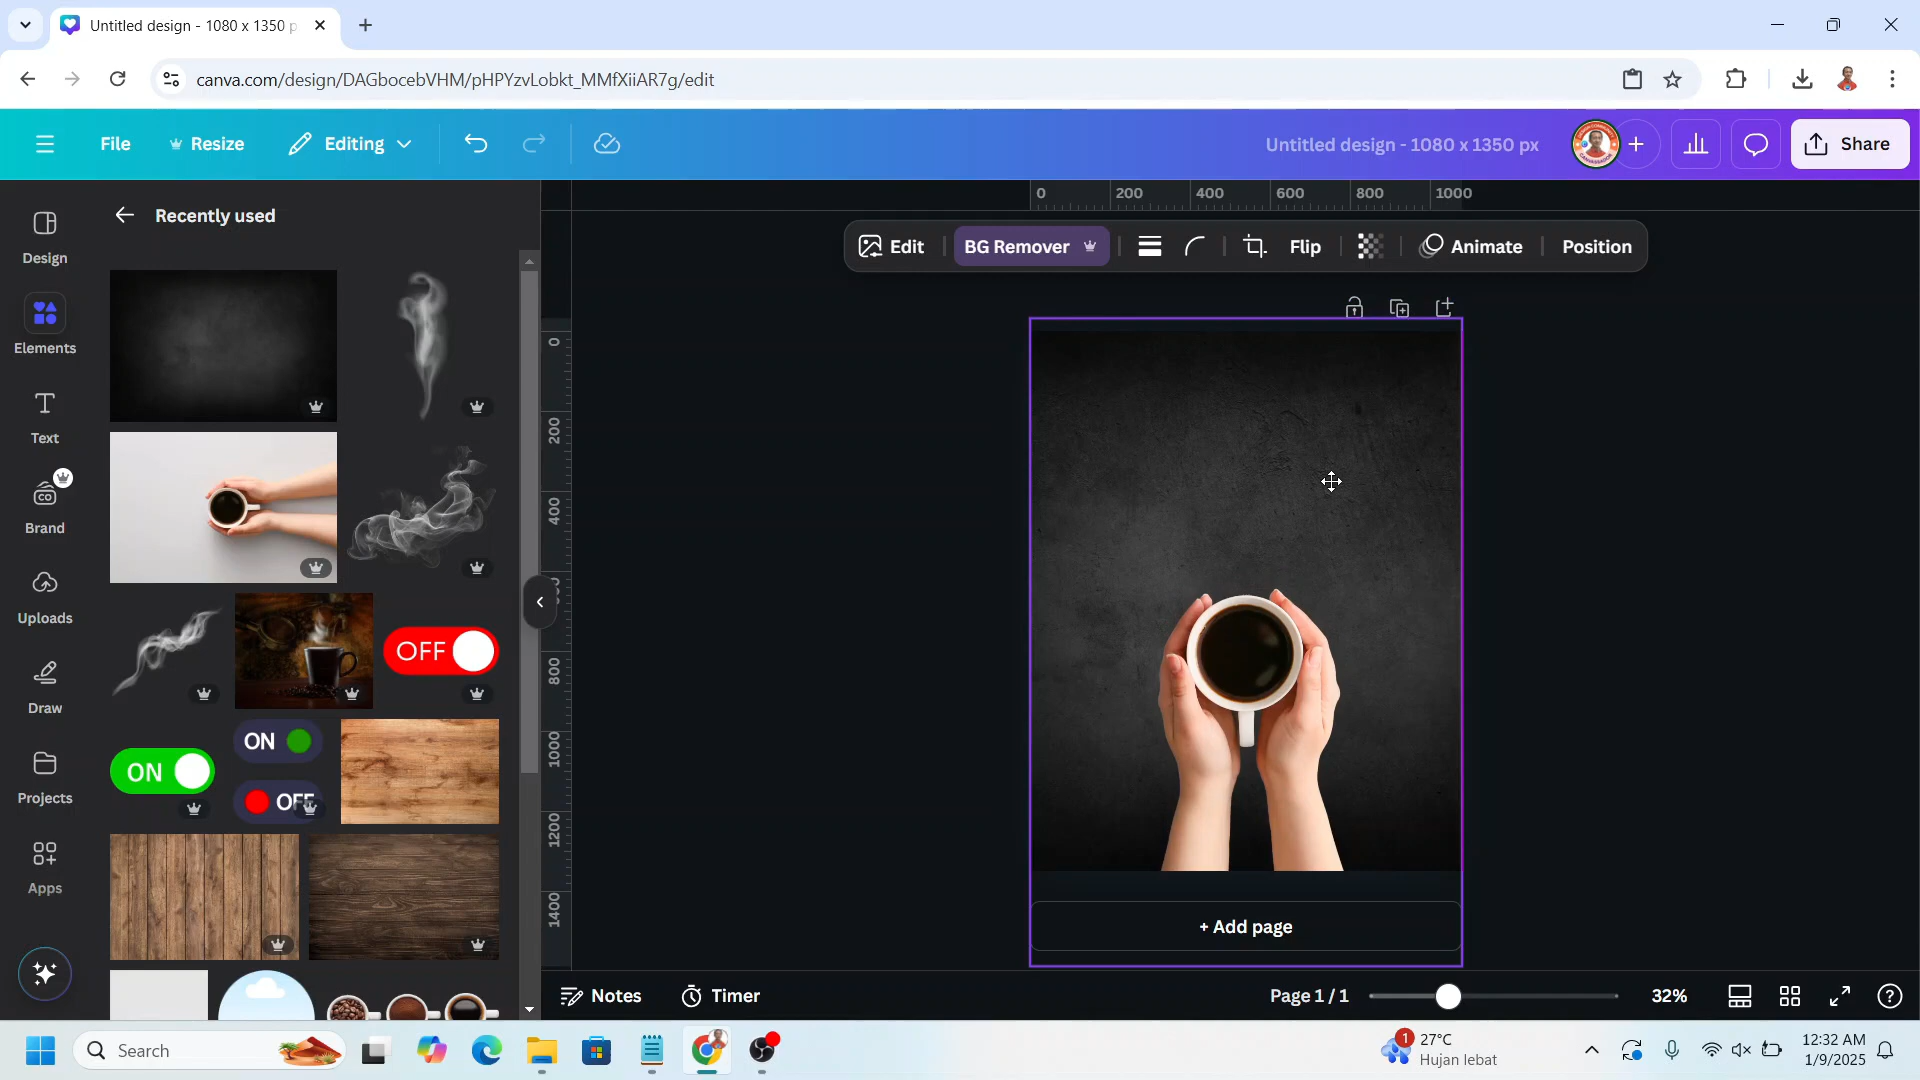 Untitled design - 1080 x 1350 p
canva.com/design/DAGbocebVHM/pHPYzvLobkt_MMfXiiAR7g/edit
File
Resize
Editing
Untitled design - 1080 x 1350 px
Share
Design
Elements
Text
Brand
Uploads
Draw
Projects
Apps
Recently used
OFF
ON
ON
OFF
0 200 400 600 800 1000
Edit
BG Remover
Flip
Animate
Position
0
200
400
800
1000
1200
1400
+ Add page
Notes
Timer
Page 1 / 1
32%
Search
1
27°C
Hujan lebat
12:32 AM
1/9/2025